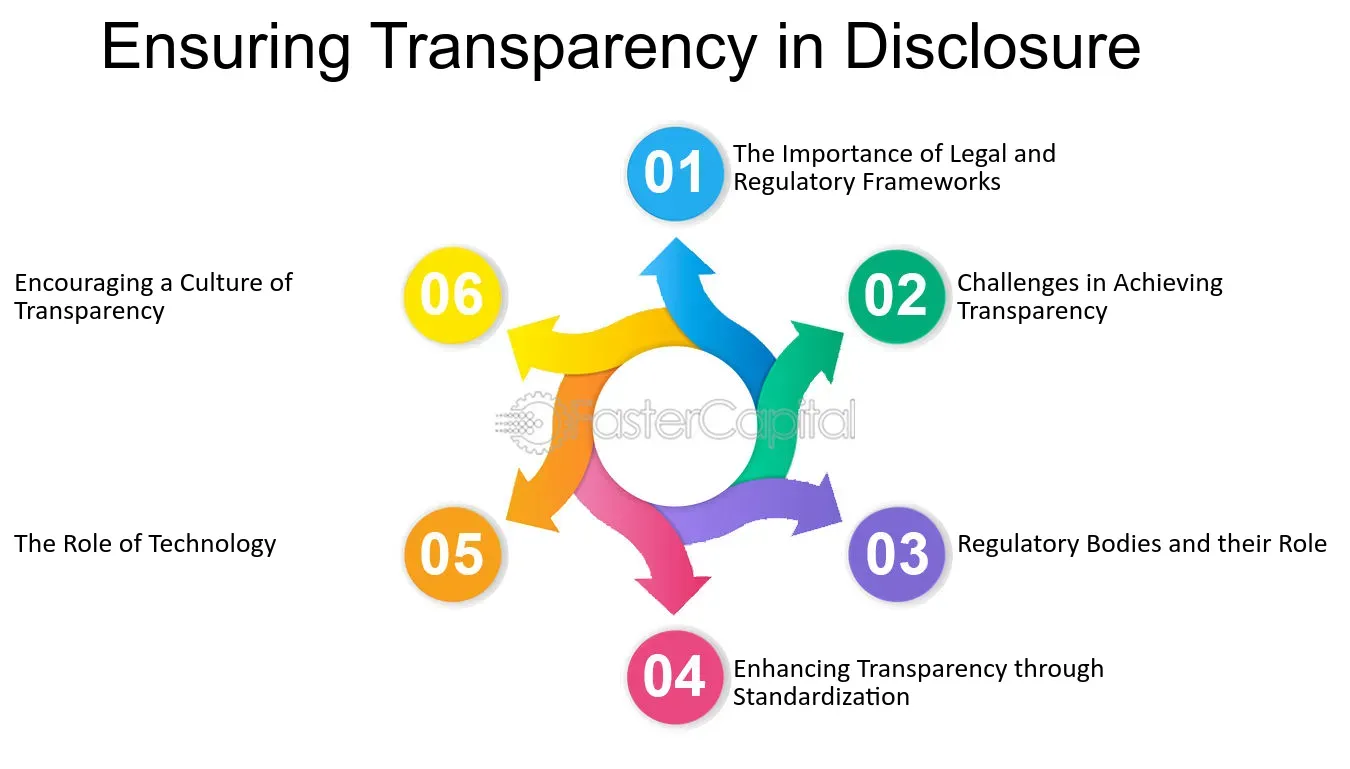 Ensuring Transparency in Disclosure
01
The Importance of Legal and
Regulatory Frameworks
02
Challenges in Achieving
Transparency
03
Regulatory Bodies and their Role
04
Enhancing Transparency through
Standardization
05
The Role of Technology
06
Encouraging a Culture of
Transparency
FasterCapital